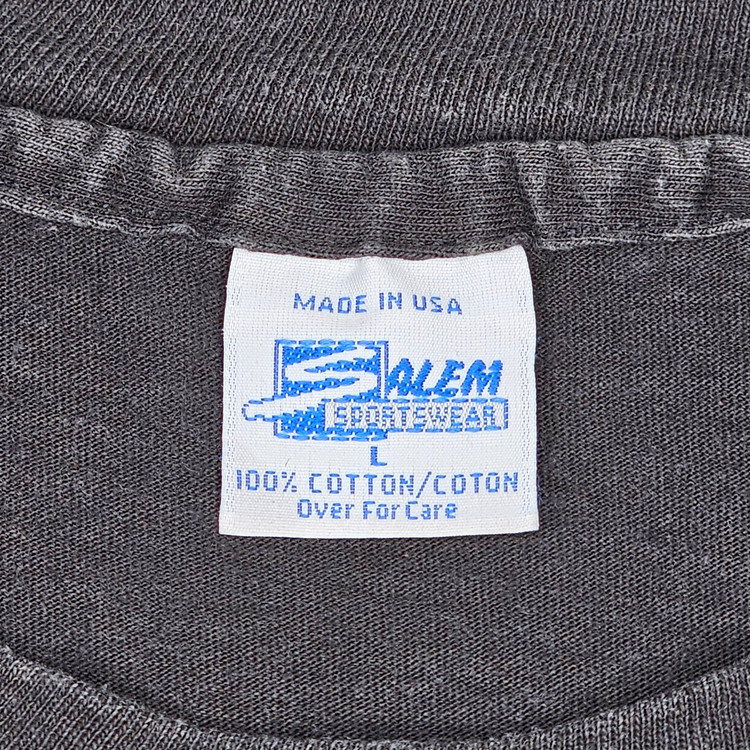 MADE IN USA
SALEM
SPORTSWEAR
L
100% COTTON/COTON
Over For Care